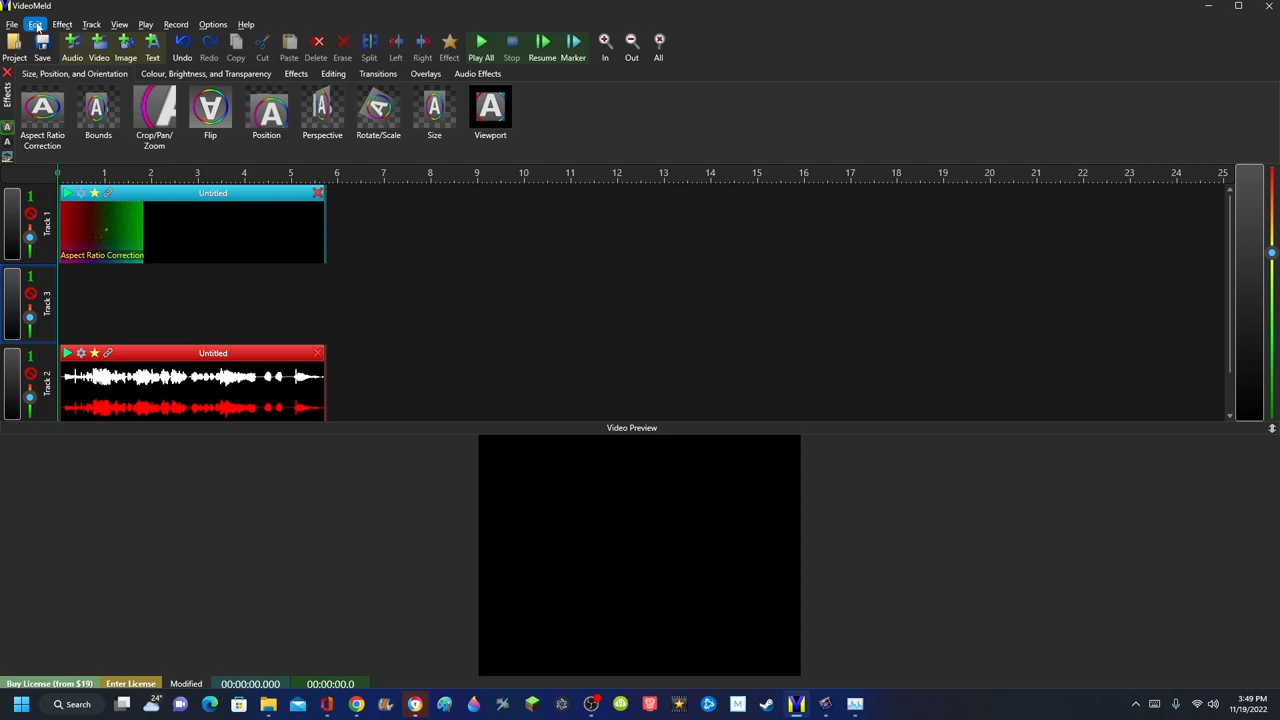 VideoMeld
File Edit Effect Track View Play Record Options Help
Project Save Audio Video Image Text Undo Redo Copy Cut Paste Delete Erase Split Left Right Effect Play All Stop Resume Marker In Out All
Size, Position, and Orientation Colour, Brightness, and Transparency Effects Editing Transitions Overlays Audio Effects
Effects
Aspect Ratio Correction Bounds Crop/Pan/ Zoom Flip Position Perspective Rotate/Scale Size Viewport
0 1 2 3 4 5 6 7 8 9 10 11 12 13 14 15 16 17 18 19 20 21 22 23 24 25
1 Track 1 Untitled
Aspect Ratio Correction
1 Track 3
1 Track 2 Untitled
Video Preview
Buy License (from $19) Enter License Modified 00:00:00.000 00:00:00.0
Search 24° 3:49 PM
11/19/2022